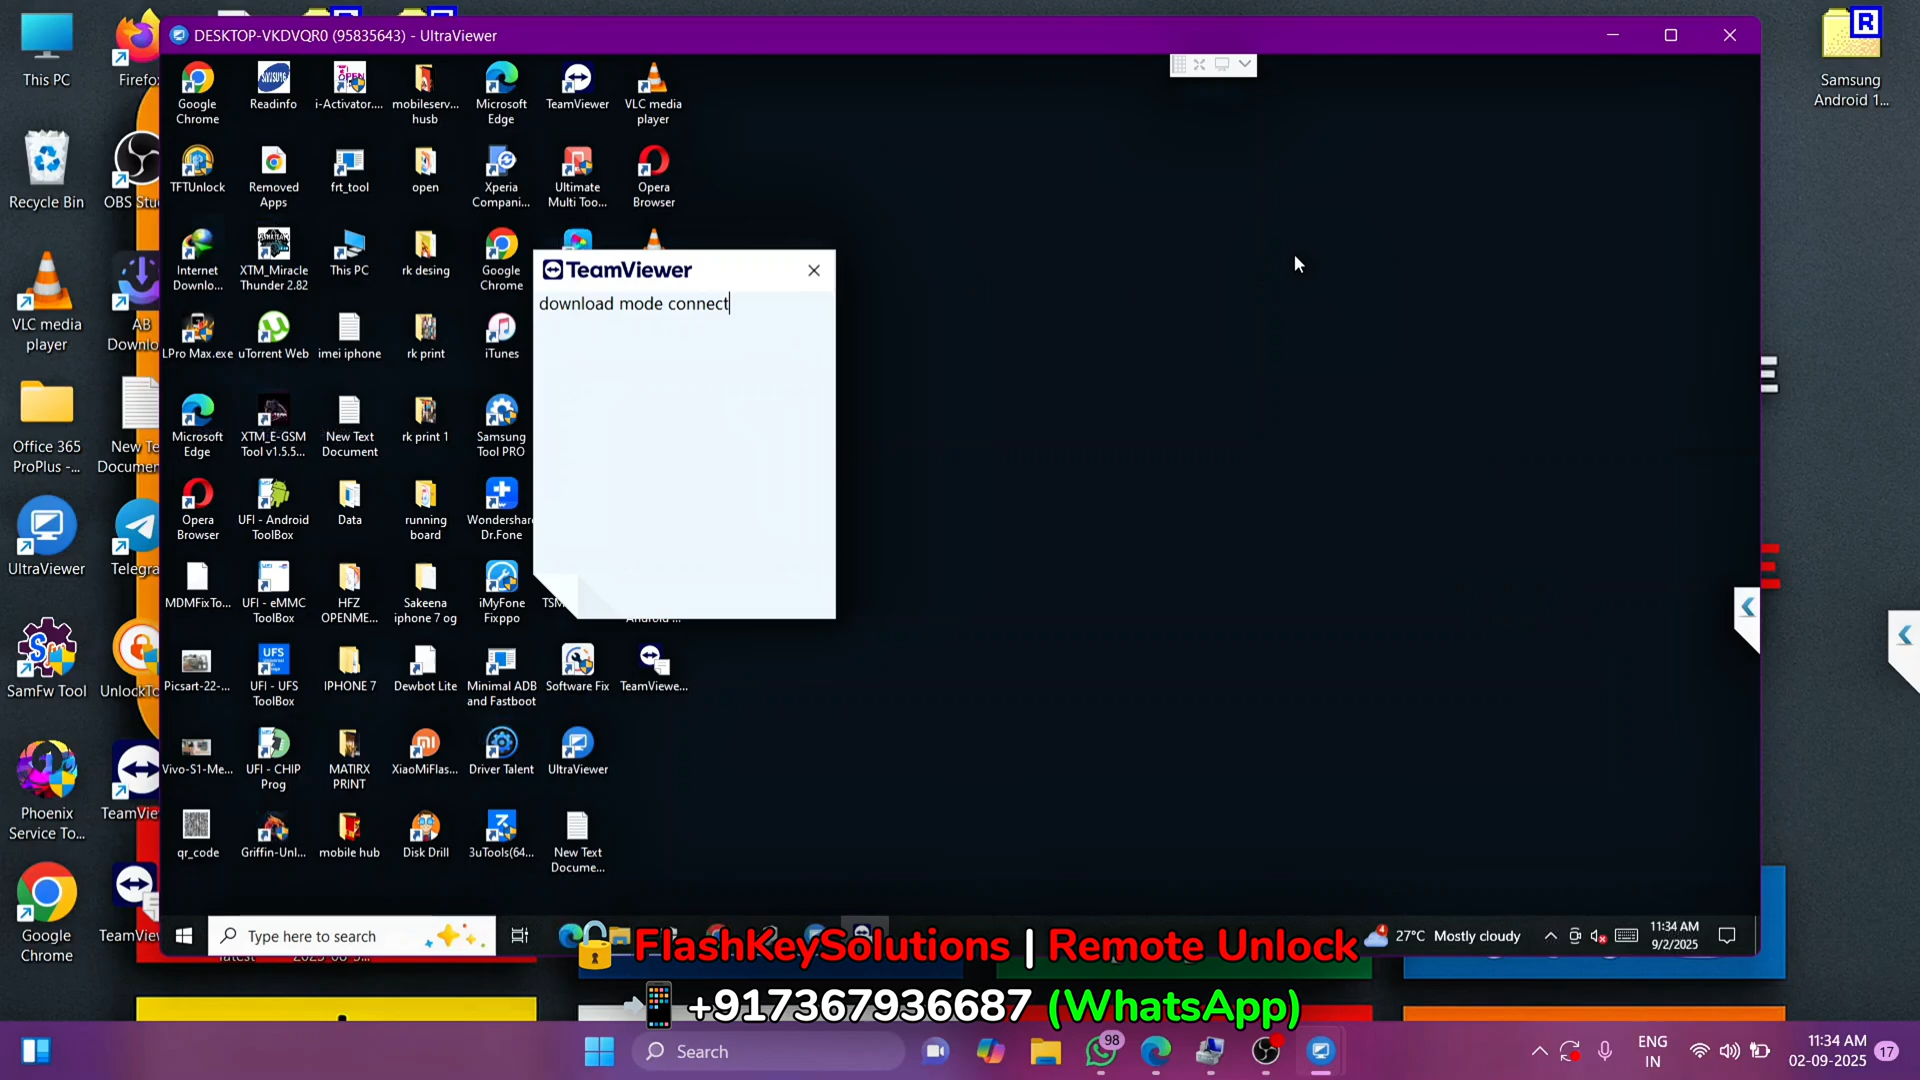 DESKTOP-VKDVQR0 (95835643) - UltraViewer
This PC
Firefox
Recycle Bin
OBS Stu
VLC media
player
AB
Downlo
Office 365
ProPlus -...
New Te
Documen
UltraViewer
Telegra
SamFw Tool
UnlockTo
Phoenix
Service To...
TeamVie
Google
Chrome
TeamVie
R
Samsung
Android 1...
Google
Chrome
Readinfo
i-Activator....
mobileserv...
husb
Microsoft
Edge
TeamViewer
VLC media
player
TFTUnlock
Removed
Apps
frt_tool
open
Xperia
Compani...
Ultimate
Multi Too...
Opera
Browser
Internet
Downlo...
XTM_Miracle
Thunder 2.82
This PC
rk desing
Google
Chrome
LPro Max.exe
uTorrent Web
imei iphone
rk print
iTunes
Microsoft
Edge
XTM_E-GSM
Tool v1.5.5...
New Text
Document
rk print 1
Samsung
Tool PRO
Opera
Browser
UFI - Android
ToolBox
Data
running
board
Wondershar
Dr.Fone
MDMFixTo...
UFI - eMMC
ToolBox
HFZ
OPENME...
Sakeena
iphone 7 og
iMyFone
Fixppo
TSM
Picsart-22-...
UFS
UFI - UFS
ToolBox
IPHONE 7
Dewbot Lite
Minimal ADB
and Fastboot
Software Fix
TeamViewe...
Vivo-S1-Me...
UFI - CHIP
Prog
MATIRX
PRINT
XiaoMiFlas...
Driver Talent
UltraViewer
qr_code
Griffin-Unl...
mobile hub
Disk Drill
3uTools(64...
New Text
Docume...
TeamViewer
download mode connect
Type here to search
27°C Mostly cloudy
11:34 AM
9/2/2025
FlashKeySolutions | Remote Unlock
+917367936687 (WhatsApp)
Search
98
ENG
IN
11:34 AM
02-09-2025
17